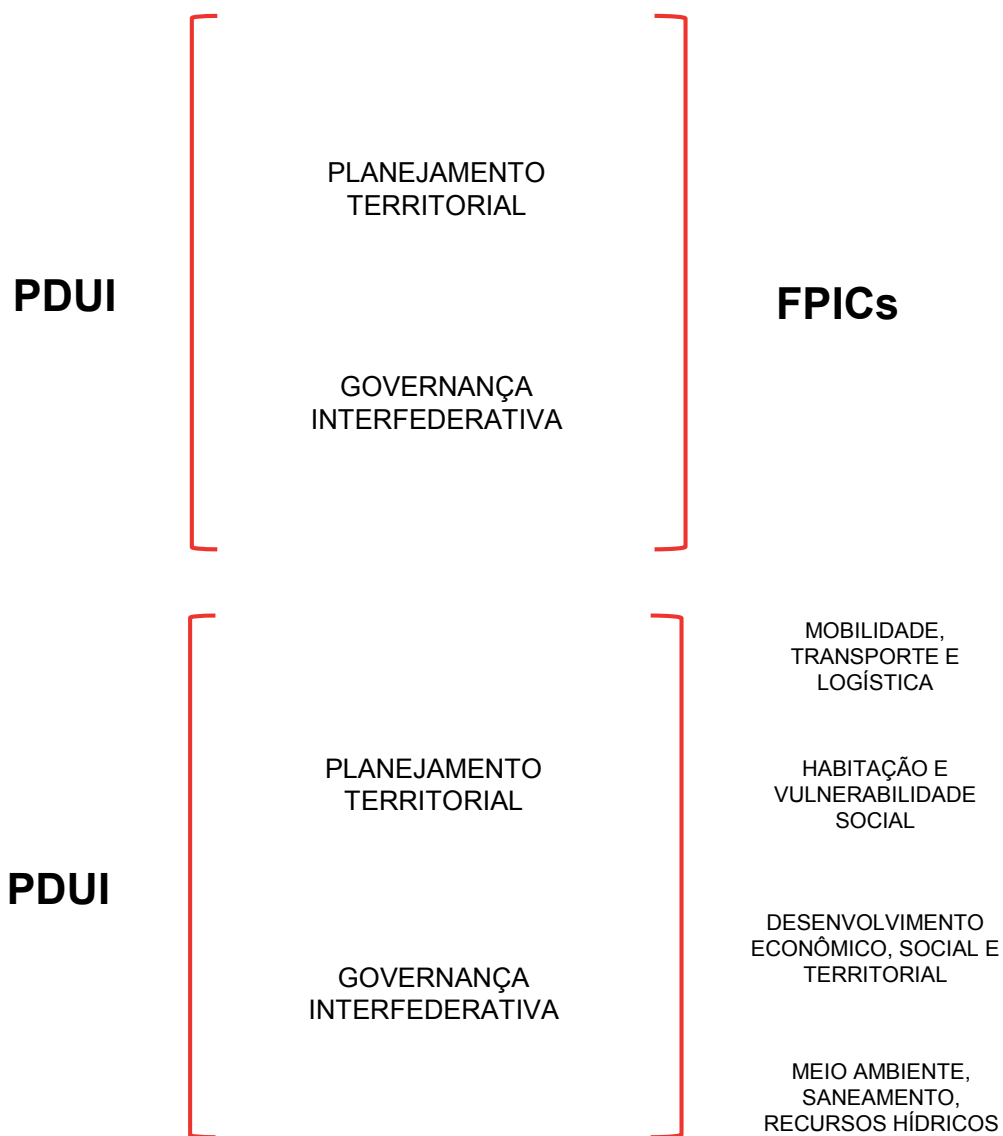 PDUI
PLANEJAMENTO
TERRITORIAL
GOVERNANÇA
INTERFEDERATIVA
FPICs
PDUI
PLANEJAMENTO
TERRITORIAL
GOVERNANÇA
INTERFEDERATIVA
MOBILIDADE,
TRANSPORTE E
LOGÍSTICA
HABITAÇÃO E
VULNERABILIDADE
SOCIAL
DESENVOLVIMENTO
ECONÔMICO, SOCIAL E
TERRITORIAL
MEIO AMBIENTE,
SANEAMENTO,
RECURSOS HÍDRICOS